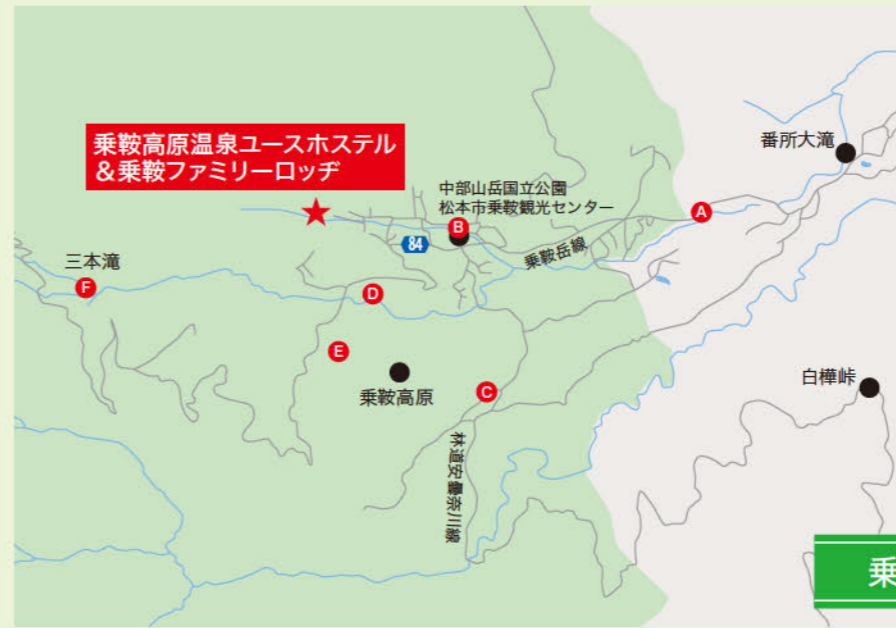 乗鞍高原温泉ユースホステル
＆乗鞍ファミリーロッヂ
番所大滝
中部山岳国立公園
松本市乗鞍観光センター
A
B
84
乗鞍岳線
三本滝
F
D
E
乗鞍高原
C
白樺峠
林道安曇奈川線
乗